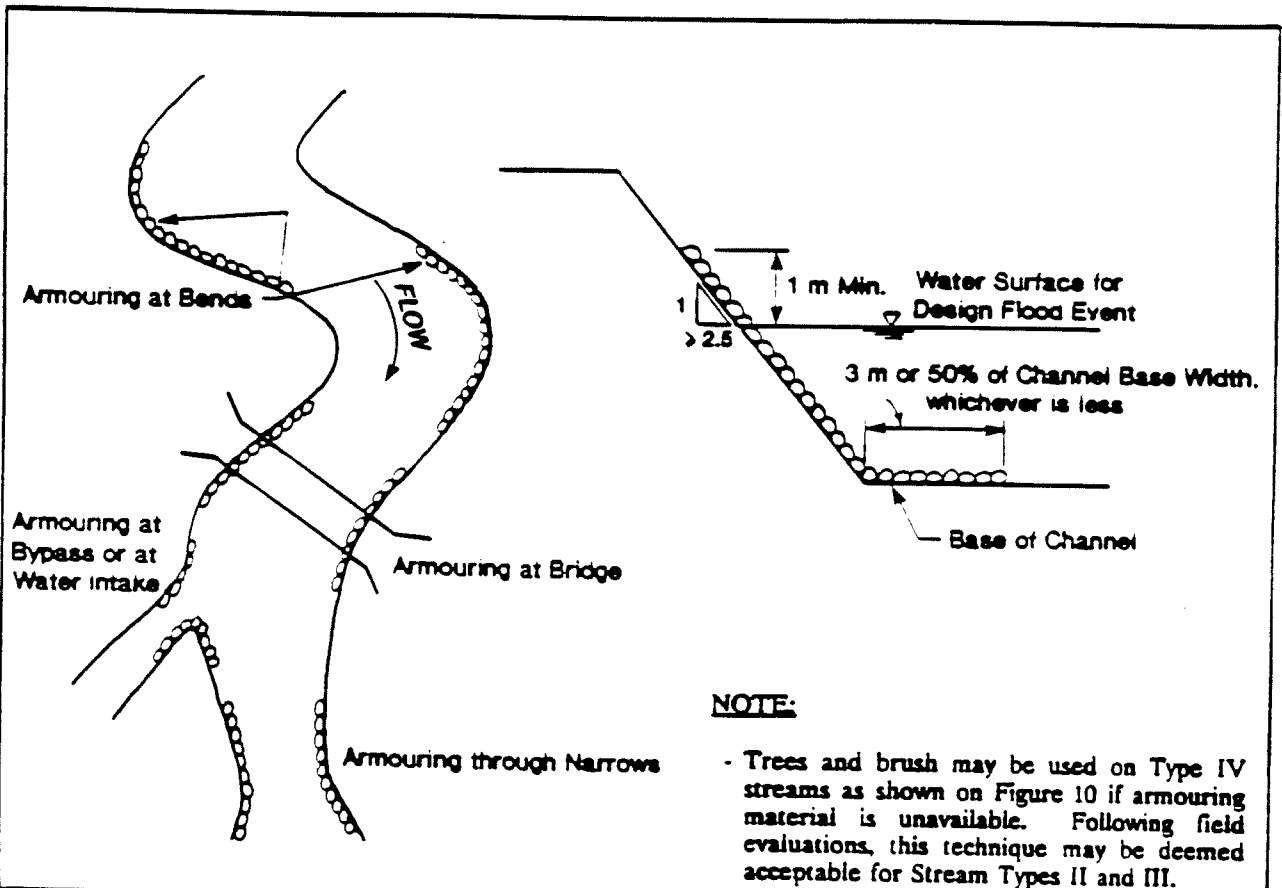 Armouring at Bends
FLOW
Armouring at
Bypass or at
Water Intake
Armouring at Bridge
Armouring through Narrows
1 m Min.
Water Surface for
Design Flood Event
1
> 2.5
3 m or 50% of Channel Base Width.
whichever is less
Base of Channel
NOTE:
- Trees and brush may be used on Type IV
streams as shown on Figure 10 if armouring
material is unavailable. Following field
evaluations, this technique may be deemed
acceptable for Stream Types II and III.